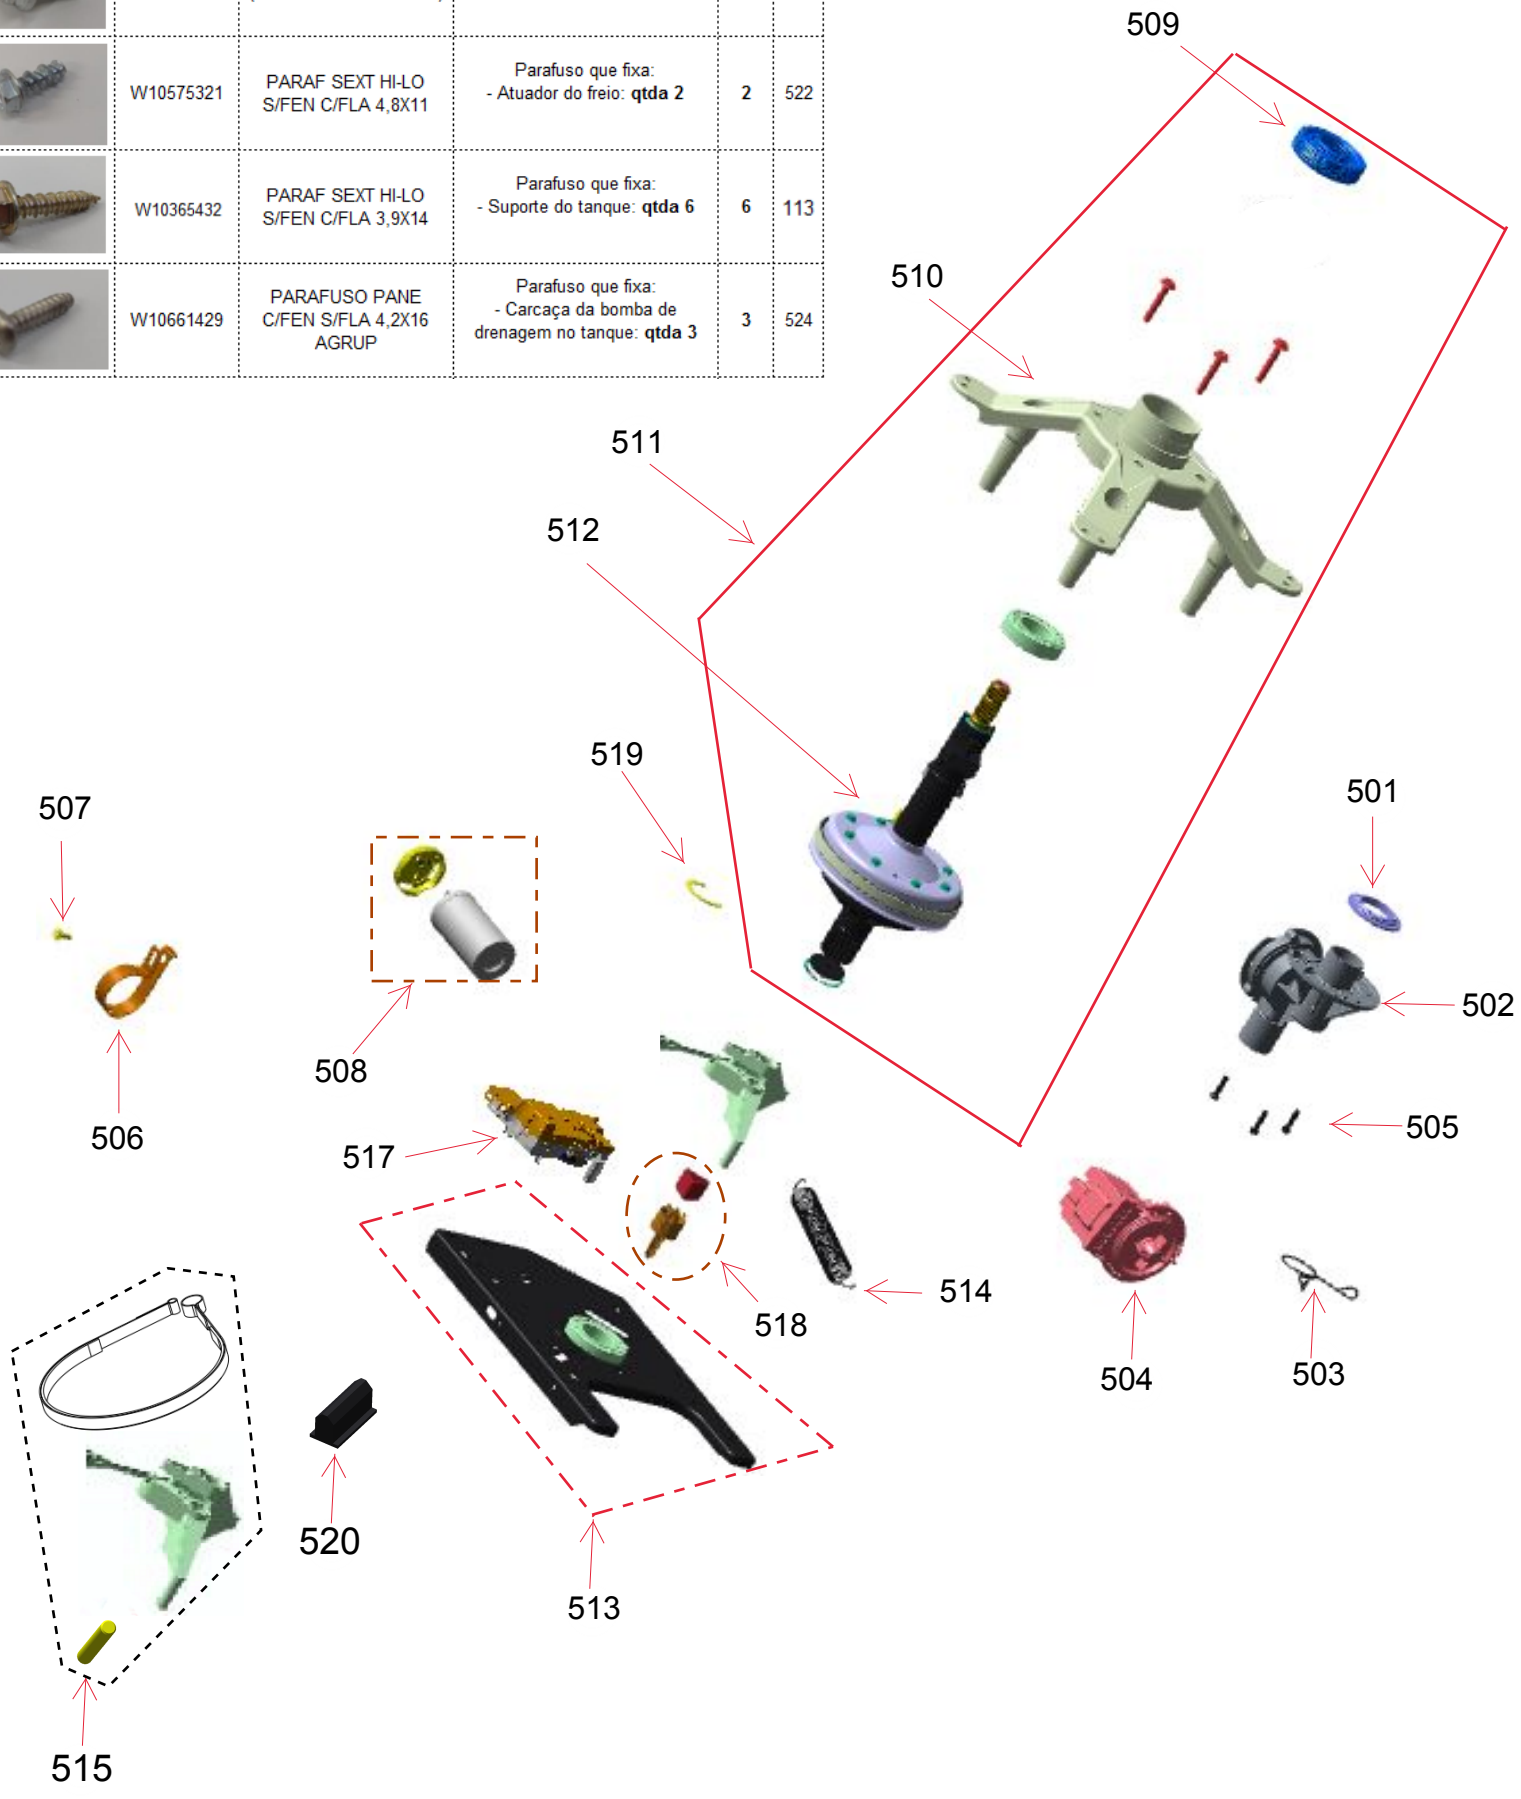 W10575321
PARAF SEXT HI-LO
S/FEN C/FLA 4,8X11
Parafuso que fixa:
- Atuador do freio: qtda 2
2
522
W10365432
PARAF SEXT HI-LO
S/FEN C/FLA 3,9X14
Parafuso que fixa:
- Suporte do tanque: qtda 6
6
113
W10661429
PARAFUSO PANE
C/FEN S/FLA 4,2X16
AGRUP
Parafuso que fixa:
- Carcaça da bomba de
drenagem no tanque: qtda 3
3
524
509
510
511
512
519
507
501
502
508
506
517
505
514
518
504
503
520
513
515